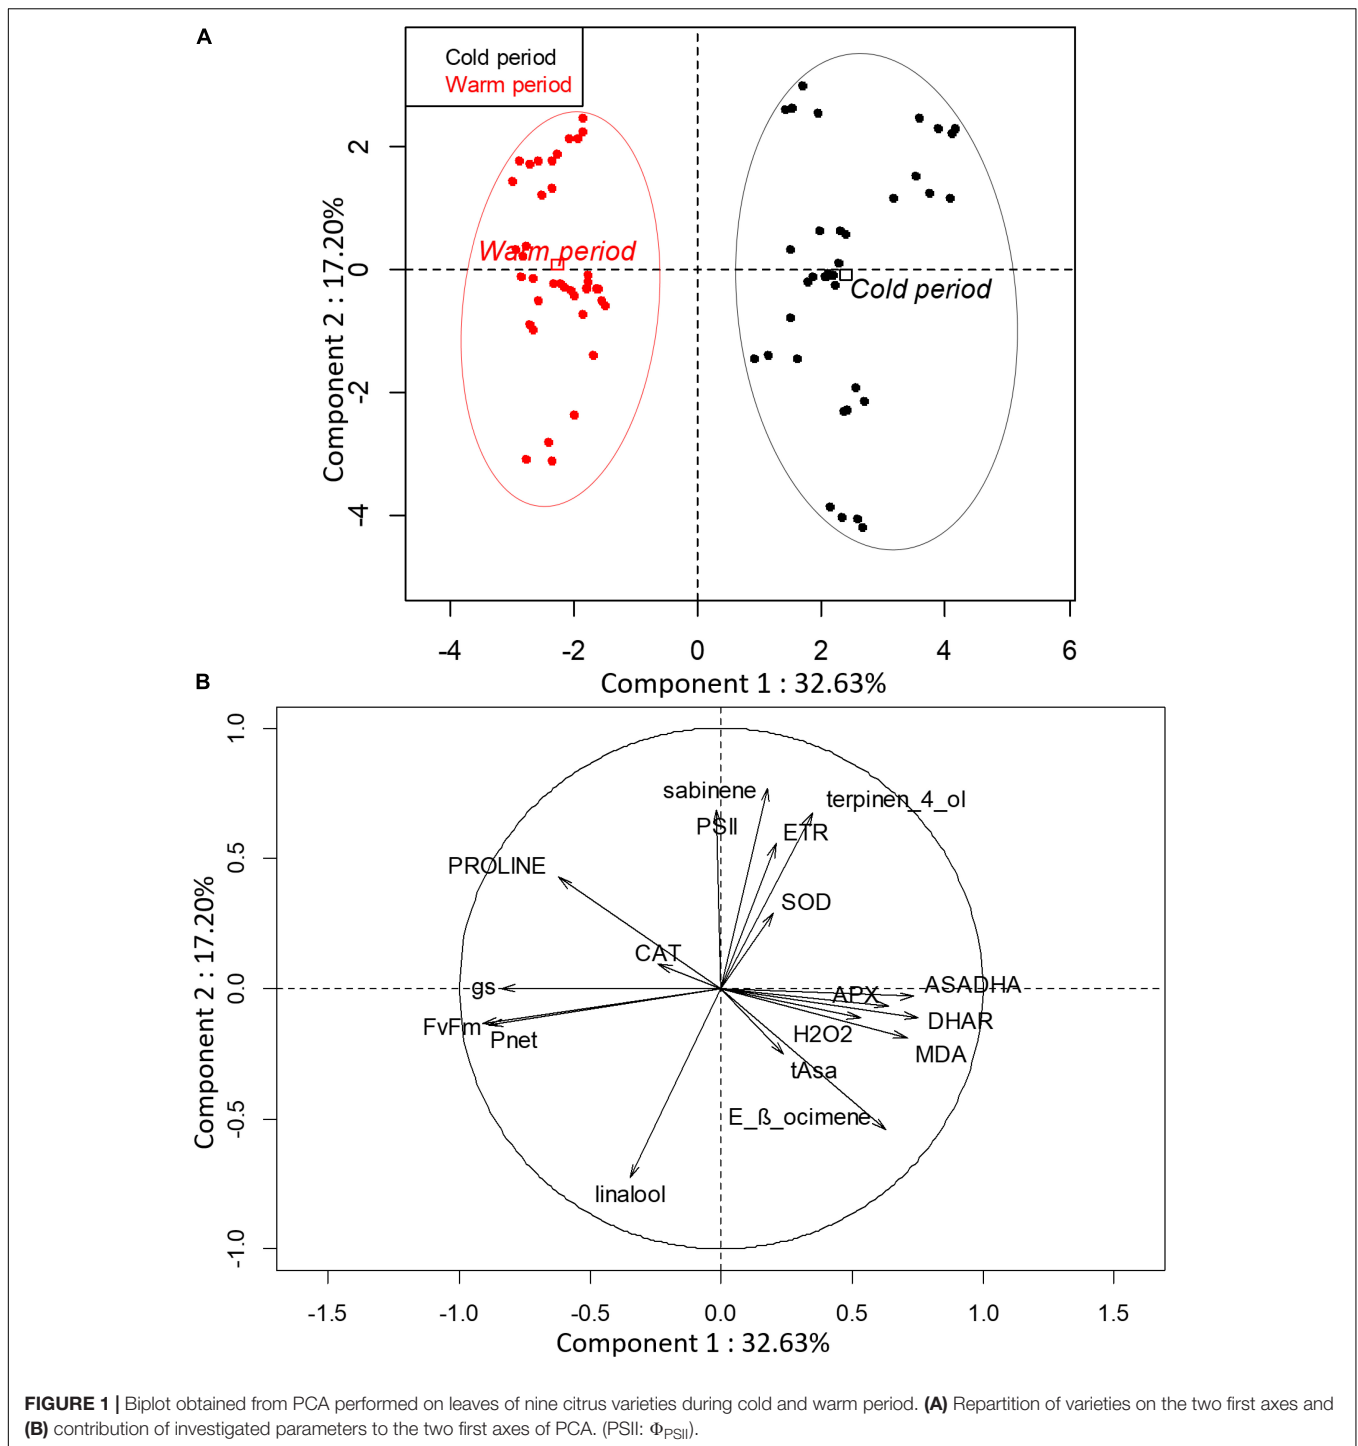 A
Cold period
Warm period
Component 2 : 17.20%
2
0
-2
-4
Warm period
Cold period
-4
-2
0
2
4
6
Component 1 : 32.63%
B
Component 2 : 17.20%
1.0
0.5
0.0
-0.5
-1.0
sabinene
terpinen_4_ol
PSII
ETR
PROLINE
SOD
CAT
gs
APX
ASADHA
FvFm
Pnet
H2O2
DHAR
MDA
tAsa
E_ß_ocimene
linalool
-1.5
-1.0
-0.5
0.0
0.5
1.0
1.5
Component 1 : 32.63%
FIGURE 1 | Biplot obtained from PCA performed on leaves of nine citrus varieties during cold and warm period. (A) Repartition of varieties on the two first axes and
(B) contribution of investigated parameters to the two first axes of PCA. (PSII: ΦPSII).